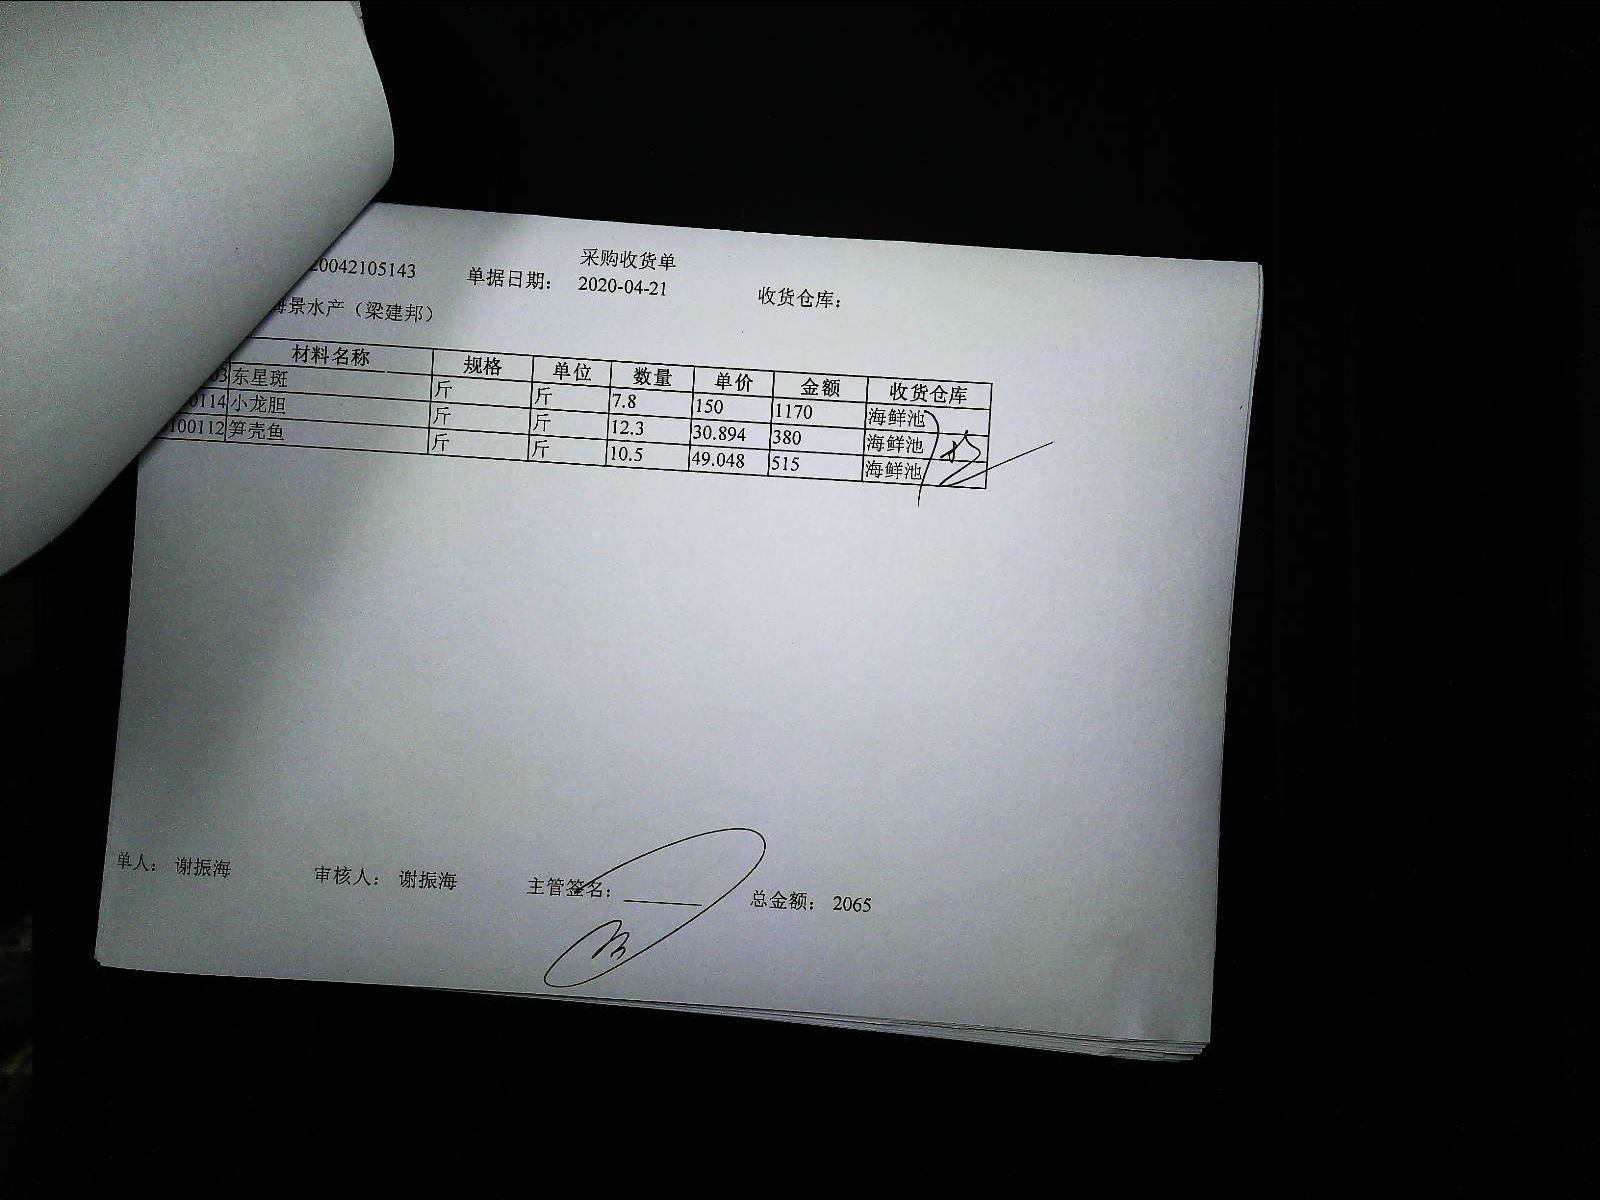 采购收货单
20042105143 单据日期: 2020-04-21 收货仓库:
海景水产（梁建邦）
材料名称 规格 单位 数量 单价 金额 收货仓库
03 东星斑 斤 斤 7.8 150 1170 海鲜池
0114 小龙胆 斤 斤 12.3 30.894 380 海鲜池
100112 笋壳鱼 斤 斤 10.5 49.048 515 海鲜池
单人: 谢振海 审核人: 谢振海 主管签名: 总金额: 2065